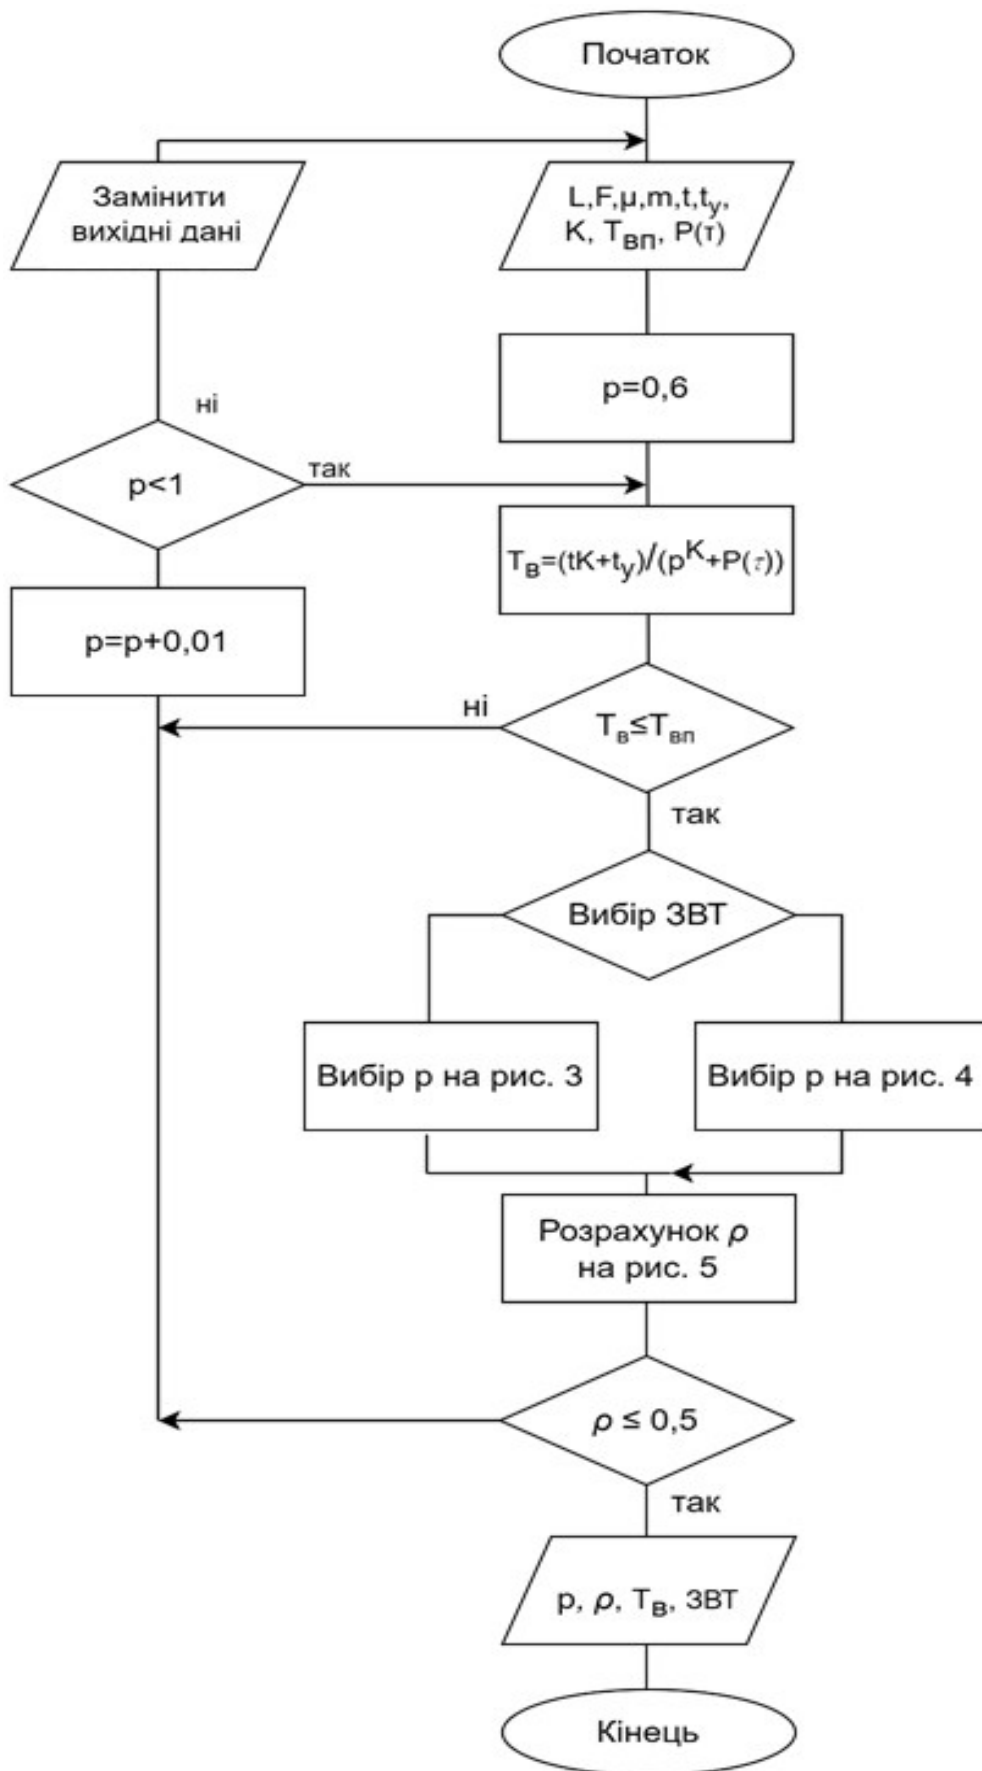 Початок
Замінити
вихідні дані
L,F,µ,m,t,tу,
K, Tвп, P(τ)
p=0,6
ні
p<1
так
Tв=(tK+tу)/(pᴷ+P(τ))
p=p+0,01
ні
Tв≤Tвп
так
Вибір ЗВТ
Вибір p на рис. 3
Вибір p на рис. 4
Розрахунок ρ
на рис. 5
ρ ≤ 0,5
так
p, ρ, Tв, ЗВТ
Кінець